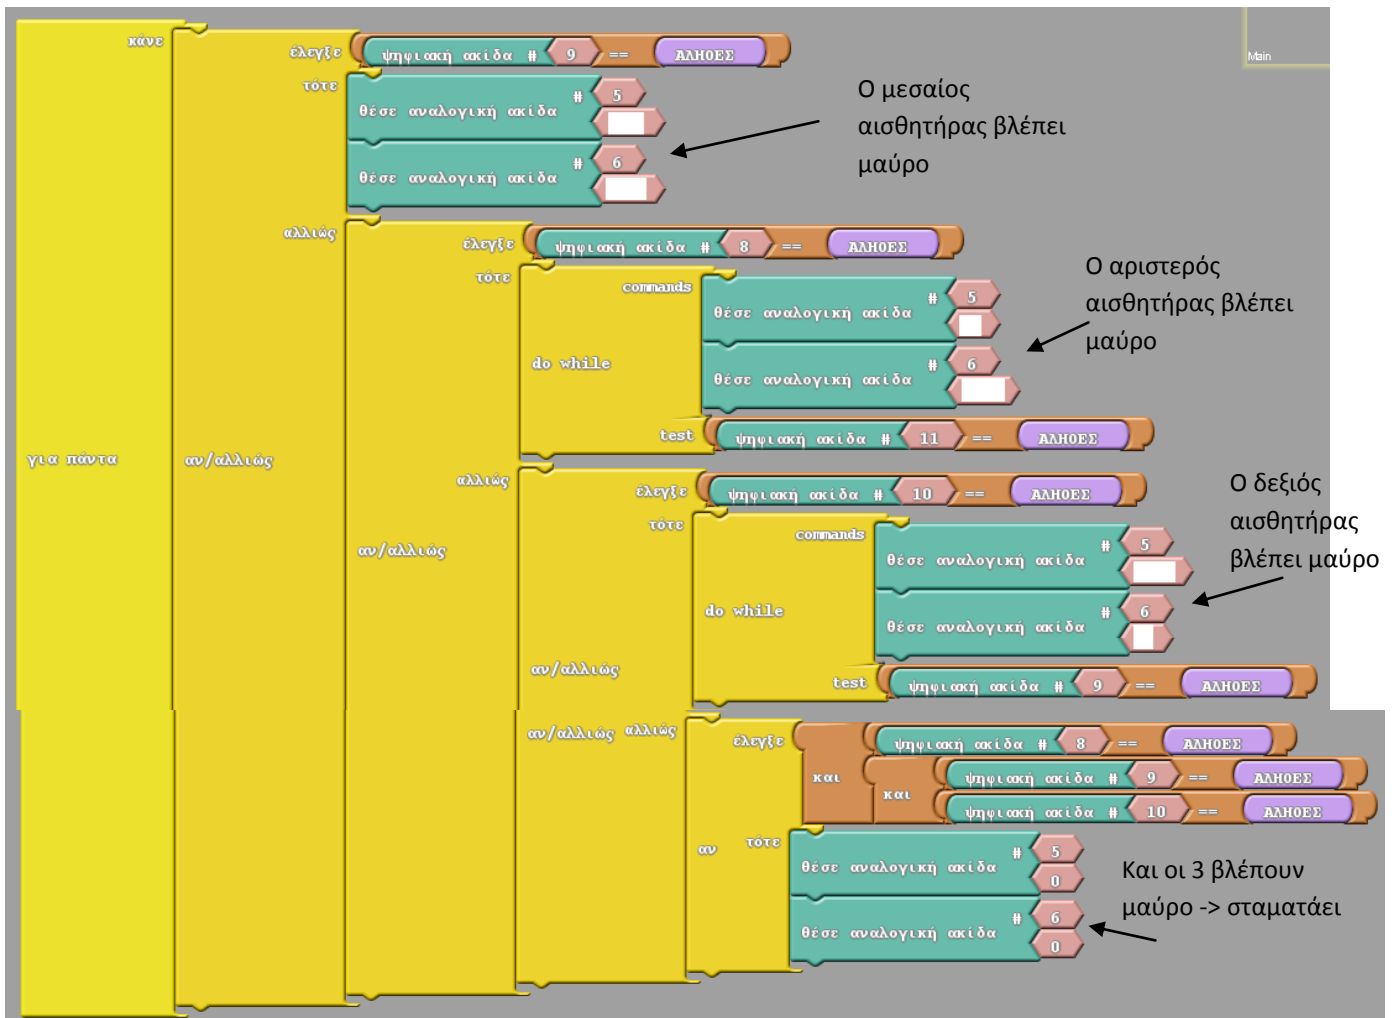 Main
κάνε
έλεγξε
ψηφιακή ακίδα # 9 == ΑΛΗΘΕΣ
τότε
θέσε αναλογική ακίδα # 5
θέσε αναλογική ακίδα # 6
Ο μεσαίος
αισθητήρας βλέπει
μαύρο
αλλιώς
έλεγξε
ψηφιακή ακίδα # 8 == ΑΛΗΘΕΣ
τότε
commands
θέσε αναλογική ακίδα # 5
do while
θέσε αναλογική ακίδα # 6
Ο αριστερός
αισθητήρας βλέπει
μαύρο
test
ψηφιακή ακίδα # 11 == ΑΛΗΘΕΣ
για πάντα
αν/αλλιώς
αλλιώς
έλεγξε
ψηφιακή ακίδα # 10 == ΑΛΗΘΕΣ
τότε
αν/αλλιώς
commands
θέσε αναλογική ακίδα # 5
do while
θέσε αναλογική ακίδα # 6
Ο δεξιός
αισθητήρας
βλέπει μαύρο
αν/αλλιώς
test
ψηφιακή ακίδα # 9 == ΑΛΗΘΕΣ
αν/αλλιώς
αλλιώς
έλεγξε
ψηφιακή ακίδα # 8 == ΑΛΗΘΕΣ
και
ψηφιακή ακίδα # 9 == ΑΛΗΘΕΣ
και
ψηφιακή ακίδα # 10 == ΑΛΗΘΕΣ
αν
τότε
θέσε αναλογική ακίδα # 5
0
θέσε αναλογική ακίδα # 6
0
Και οι 3 βλέπουν
μαύρο -> σταματάει